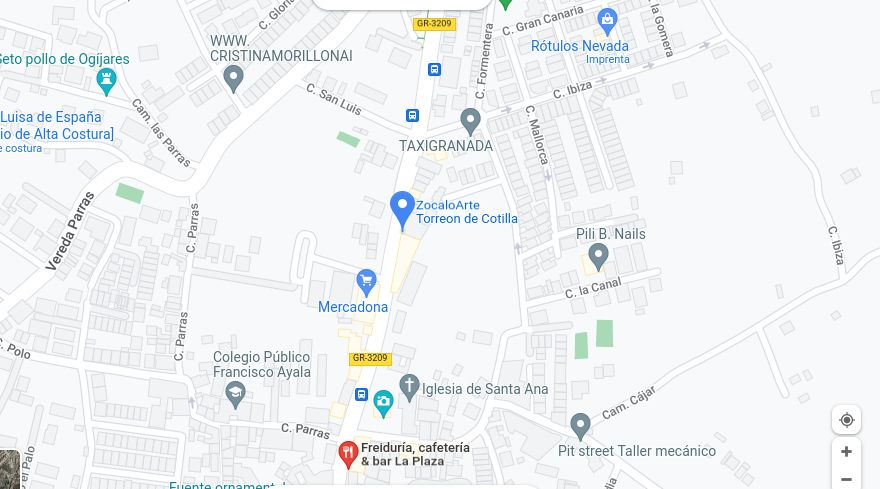 C. Gloria
GR-3209
C. Gran Canaria
la Gomera
Rótulos Nevada
Imprenta
WWW.
CRISTINAMORILLONAI
Seto pollo de Ogíjares
C. Formentera
C. San Luis
C. Ibiza
C. Mallorca
Luisa de España
io de Alta Costura]
e costura
Cam. las Parras
TAXIGRANADA
Vereda Parras
C. Parras
ZocaloArte
Torreon de Cotilla
Pili B. Nails
C. Ibiza
C. la Canal
Mercadona
C. Parras
C. Polo
GR-3209
Colegio Público
Francisco Ayala
Iglesia de Santa Ana
Cam. Cájar
C. Parras
Freiduría, cafetería
& bar La Plaza
Pit street Taller mecánico
el Palo
Fuente ornamental